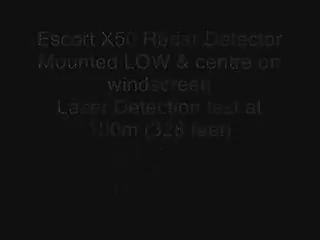 Escort X50 Radar Detector
Mounted LOW & centre on
windscreen
Laser Detection test at
100m (328 feet)